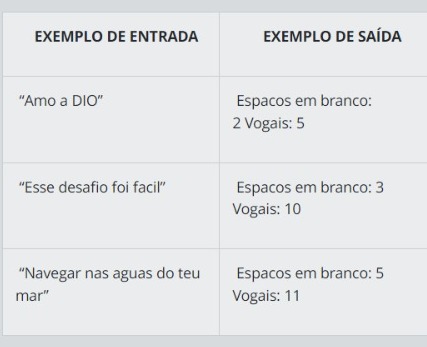 EXEMPLO DE ENTRADA
EXEMPLO DE SAÍDA
“Amo a DIO”
Espacos em branco:
2 Vogais: 5
“Esse desafio foi facil”
Espacos em branco: 3
Vogais: 10
“Navegar nas aguas do teu
mar”
Espacos em branco: 5
Vogais: 11